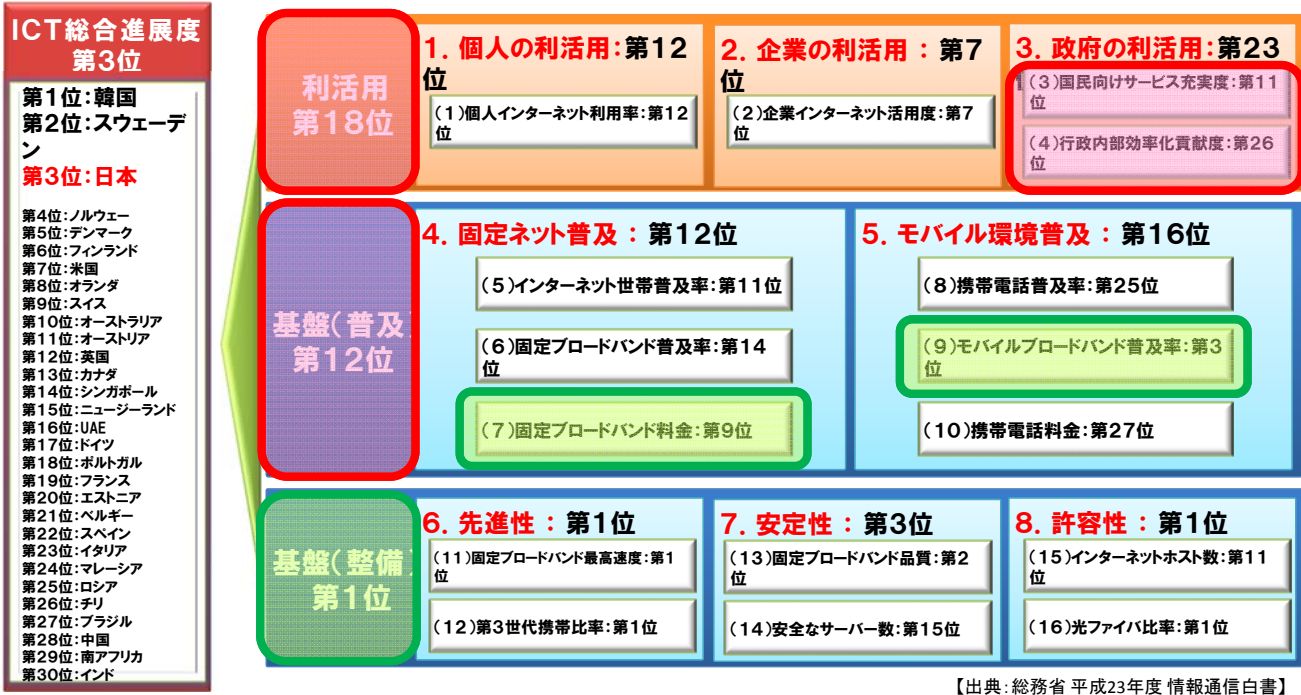 ICT総合進展度
第3位
第1位:韓国
第2位:スウェーデ
ン
第3位:日本
第4位:ノルウェー
第5位:デンマーク
第6位:フィンランド
第7位:米国
第8位:オランダ
第9位:スイス
第10位:オーストラリア
第11位:オーストリア
第12位:英国
第13位:カナダ
第14位:シンガポール
第15位:ニュージーランド
第16位:UAE
第17位:ドイツ
第18位:ポルトガル
第19位:フランス
第20位:エストニア
第21位:ベルギー
第22位:スペイン
第23位:イタリア
第24位:マレーシア
第25位:ロシア
第26位:チリ
第27位:ブラジル
第28位:中国
第29位:南アフリカ
第30位:インド
利活用
第18位
1. 個人の利活用:第12
位
(1)個人インターネット利用率:第12
位
2. 企業の利活用 : 第7
位
(2)企業インターネット活用度:第7
位
3. 政府の利活用:第23
(3)国民向けサービス充実度:第11
位
(4)行政内部効率化貢献度:第26
位
基盤(普及)
第12位
4. 固定ネット普及 : 第12位
(5)インターネット世帯普及率:第11位
(6)固定ブロードバンド普及率:第14
位
(7)固定ブロードバンド料金:第9位
5. モバイル環境普及 : 第16位
(8)携帯電話普及率:第25位
(9)モバイルブロードバンド普及率:第3
位
(10)携帯電話料金:第27位
基盤(整備)
第1位
6. 先進性 : 第1位
(11)固定ブロードバンド最高速度:第1
位
(12)第3世代携帯比率:第1位
7. 安定性 : 第3位
(13)固定ブロードバンド品質:第2
位
(14)安全なサーバー数:第15位
8. 許容性 : 第1位
(15)インターネットホスト数:第11
位
(16)光ファイバ比率:第1位
【出典:総務省 平成23年度 情報通信白書】